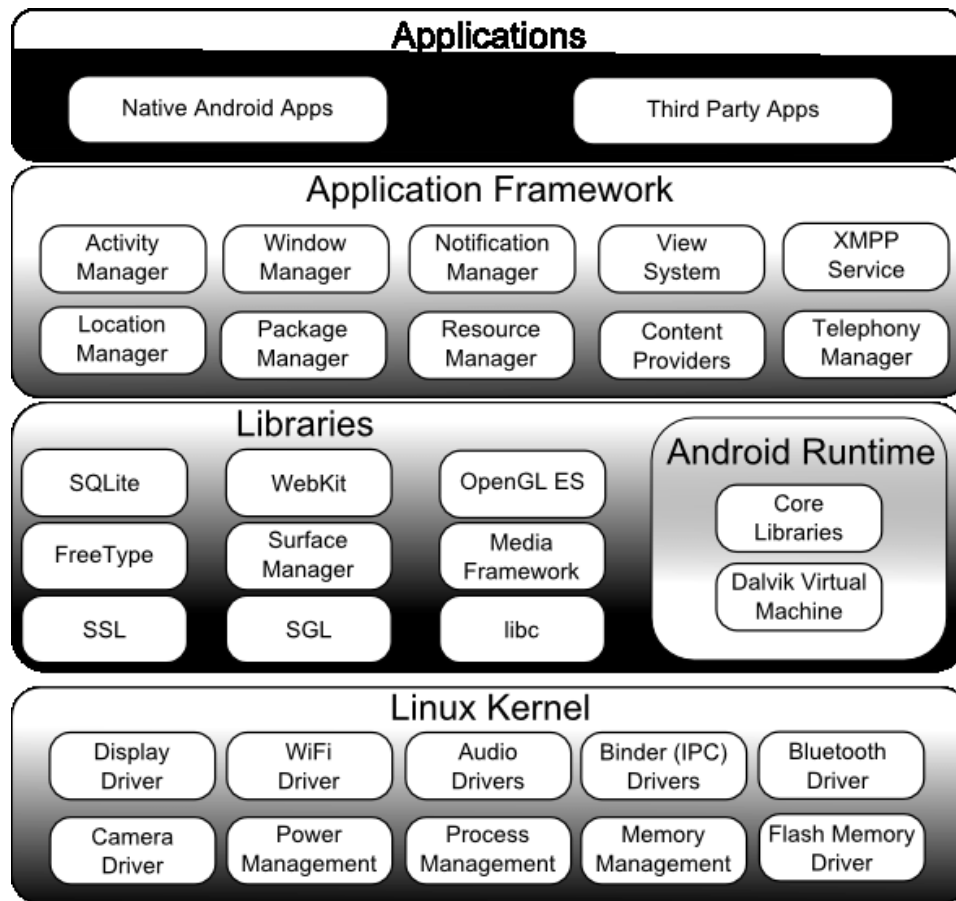 Applications
Native Android Apps
Third Party Apps
Application Framework
Activity
Manager
Window
Manager
Notification
Manager
View
System
XMPP
Service
Location
Manager
Package
Manager
Resource
Manager
Content
Providers
Telephony
Manager
Libraries
SQLite
WebKit
OpenGL ES
FreeType
Surface
Manager
Media
Framework
SSL
SGL
libc
Android Runtime
Core
Libraries
Dalvik Virtual
Machine
Linux Kernel
Display
Driver
WiFi
Driver
Audio
Drivers
Binder (IPC)
Drivers
Bluetooth
Driver
Camera
Driver
Power
Management
Process
Management
Memory
Management
Flash Memory
Driver